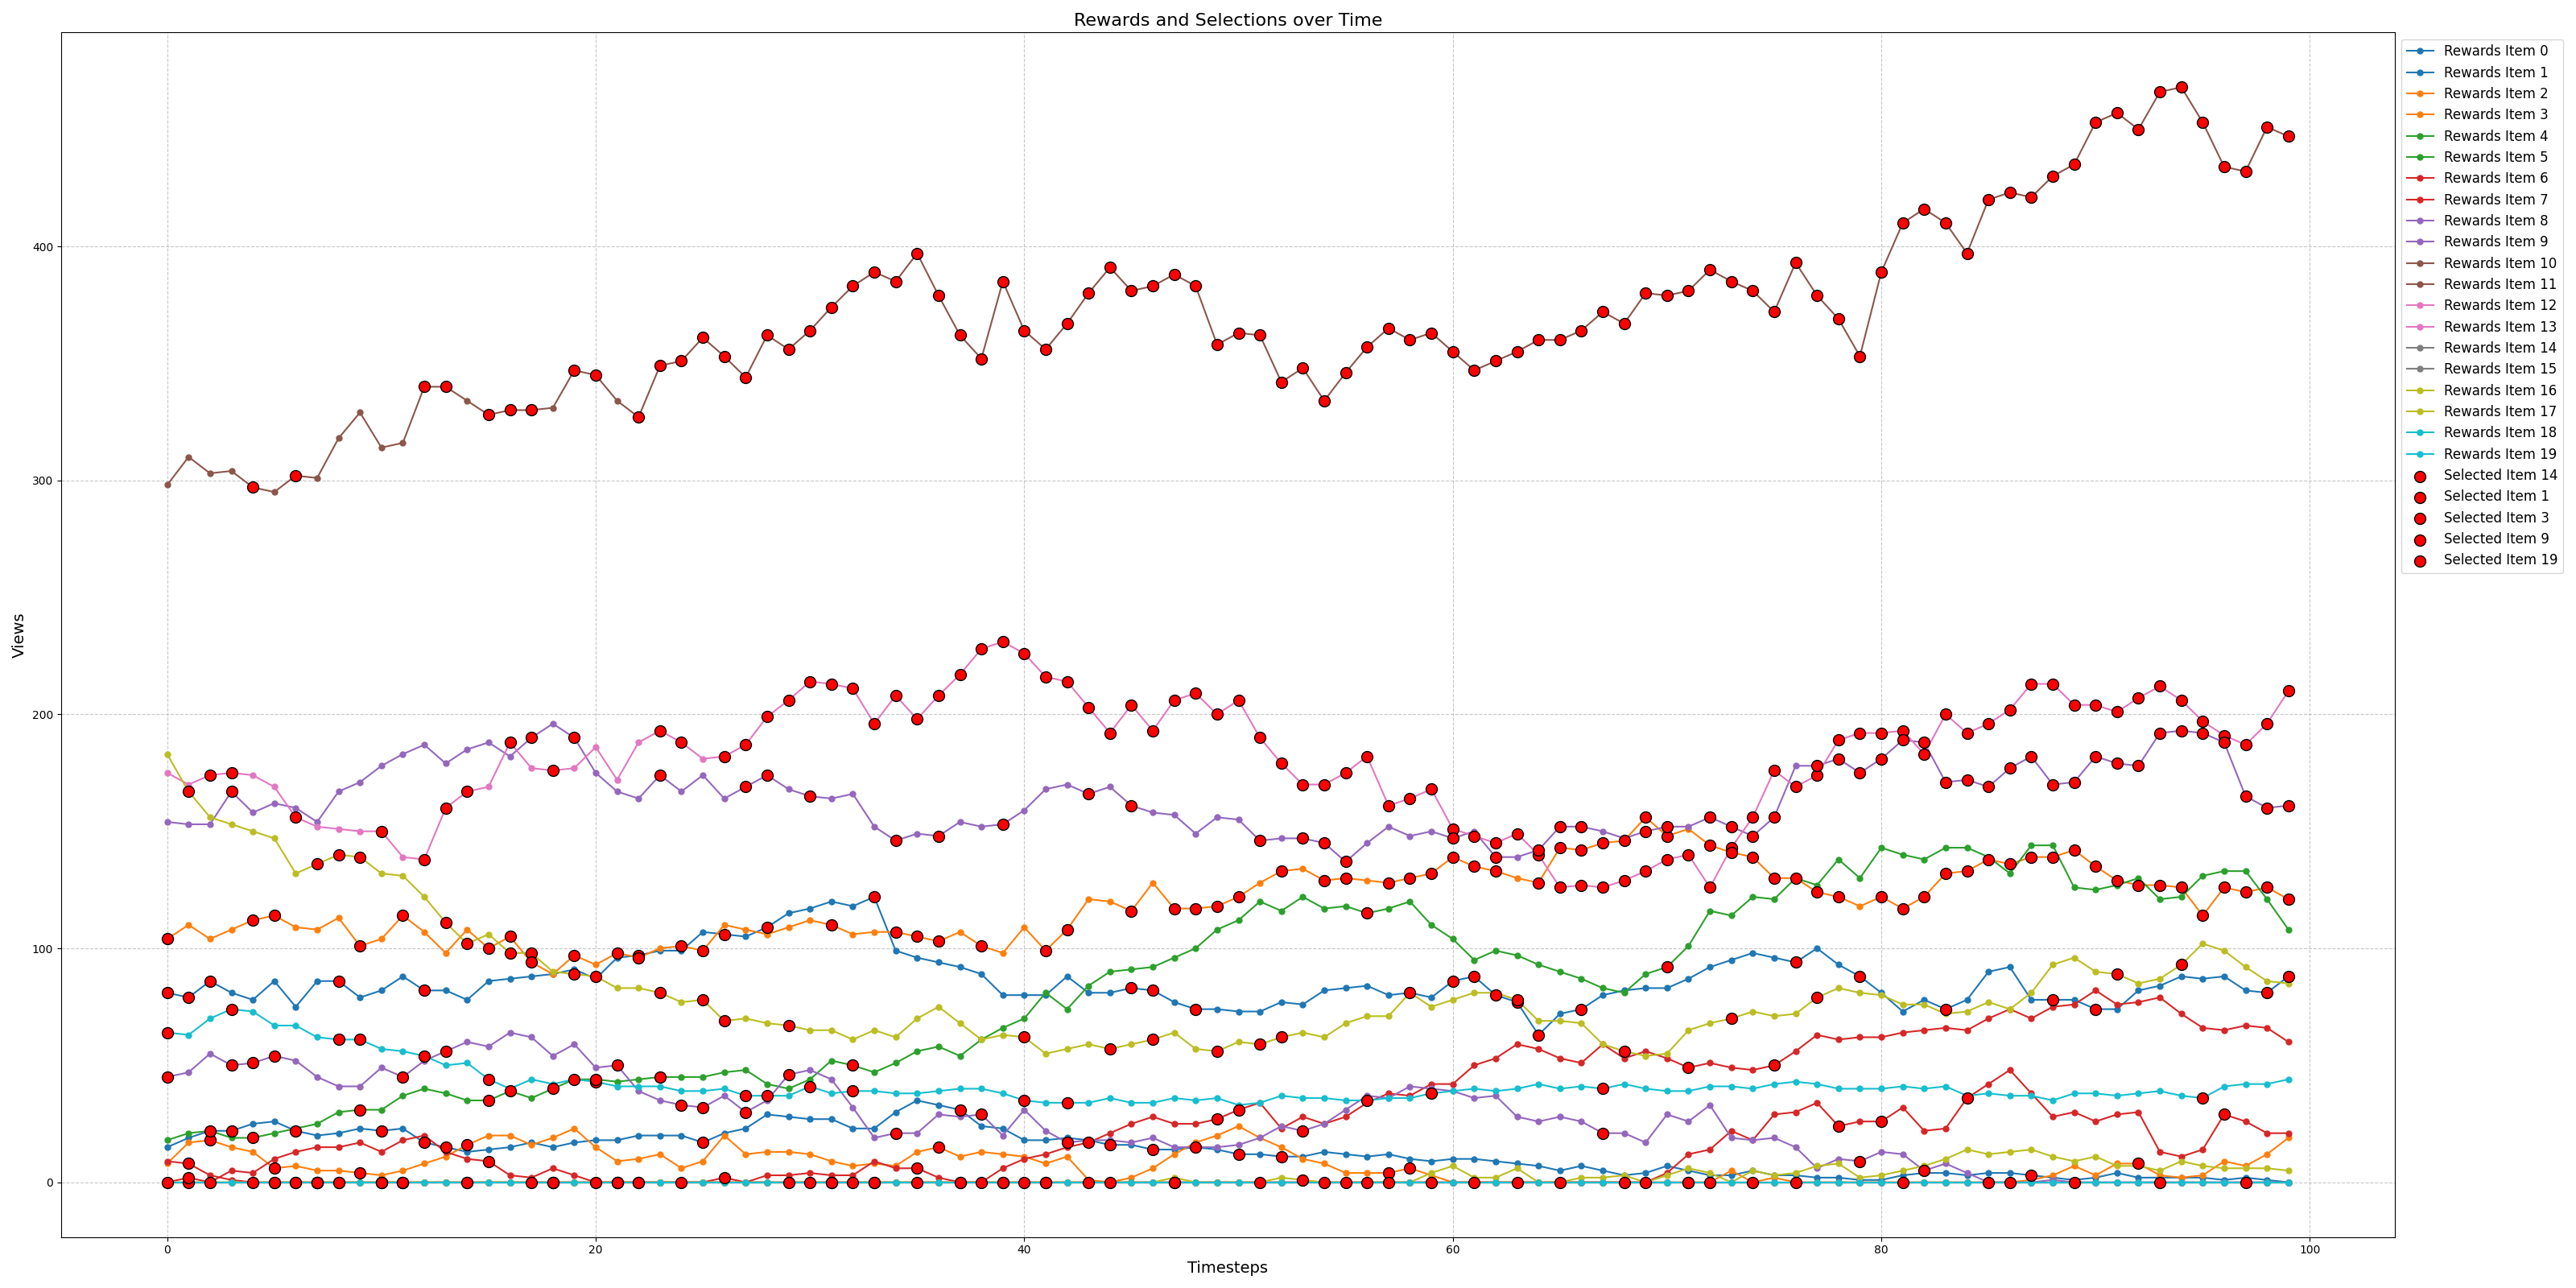 Rewards and Selections over Time
Views
400
300
200
100
0
0
20
40
60
80
100
Timesteps
Rewards Item 0
Rewards Item 1
Rewards Item 2
Rewards Item 3
Rewards Item 4
Rewards Item 5
Rewards Item 6
Rewards Item 7
Rewards Item 8
Rewards Item 9
Rewards Item 10
Rewards Item 11
Rewards Item 12
Rewards Item 13
Rewards Item 14
Rewards Item 15
Rewards Item 16
Rewards Item 17
Rewards Item 18
Rewards Item 19
Selected Item 14
Selected Item 1
Selected Item 3
Selected Item 9
Selected Item 19